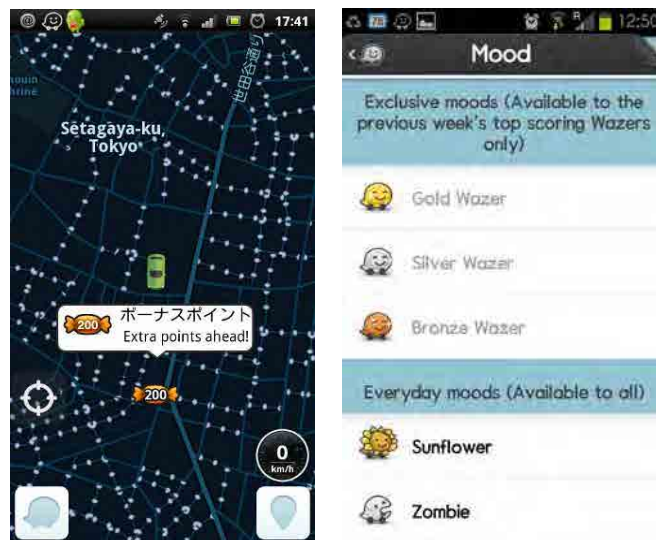 17:41
世田谷通り
Setagaya-ku,
Tokyo
200
ボーナスポイント
Extra points ahead!
200
0
km/h
75
12:50
Mood
Exclusive moods (Available to the
previous week's top scoring Wazers
only)
Gold Wazer
Silver Wazer
Bronze Wazer
Everyday moods (Available to all)
Sunflower
Zombie